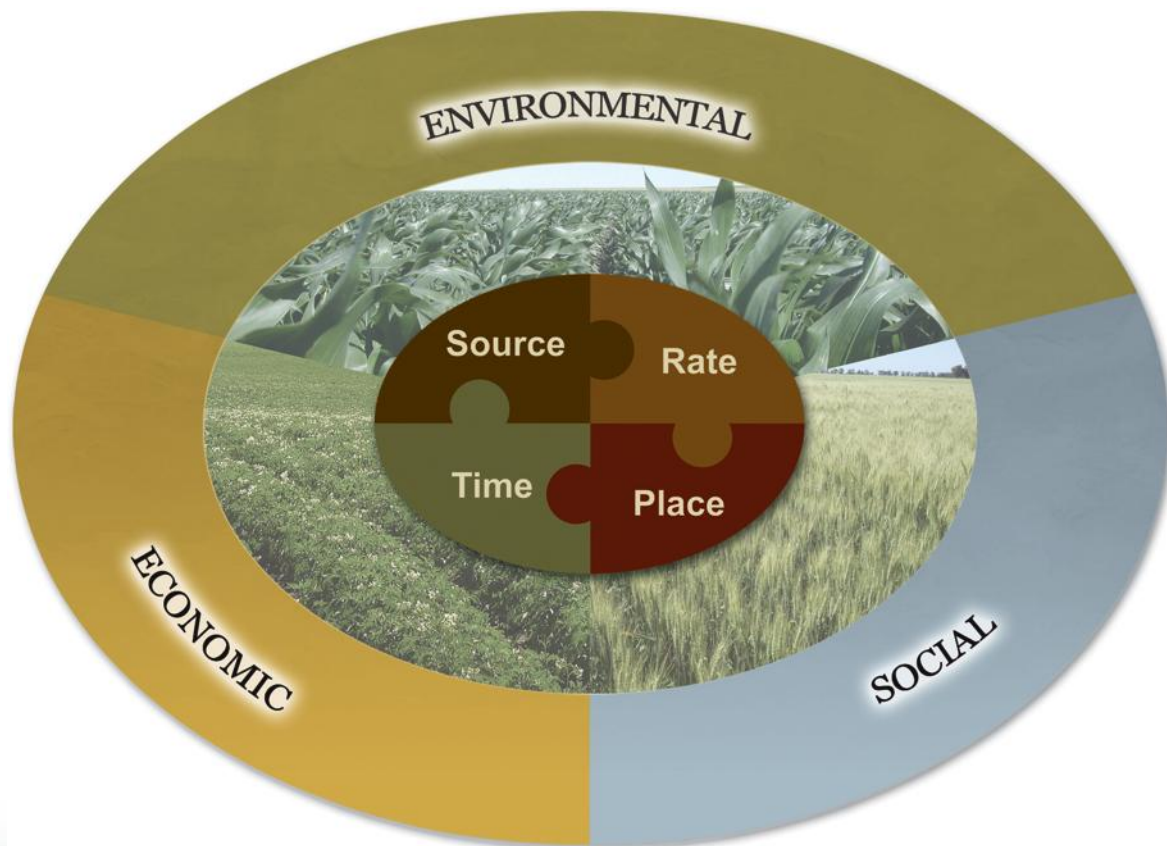 ENVIRONMENTAL
Source
Rate
Time
Place
ECONOMIC
SOCIAL